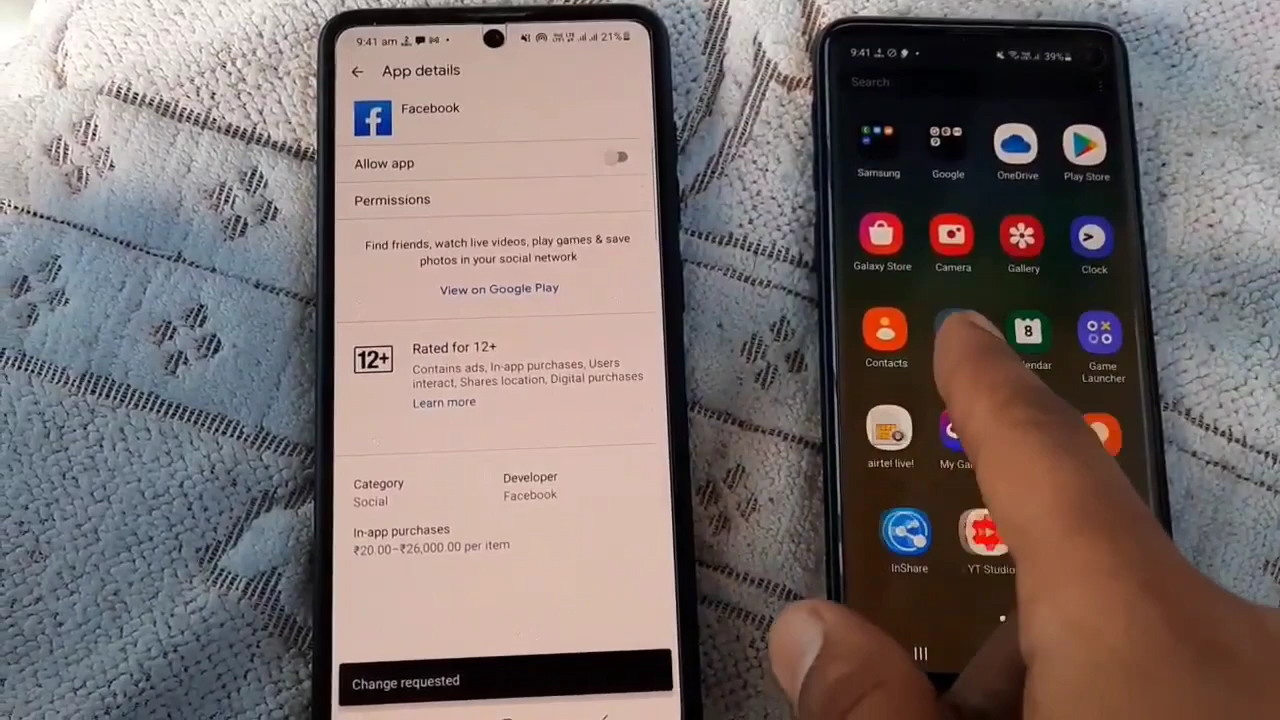 9:41 am
21%
App details
Facebook
Allow app
Permissions
Find friends, watch live videos, play games & save
photos in your social network
View on Google Play
12+
Rated for 12+
Contains ads, In-app purchases, Users
interact, Shares location, Digital purchases
Learn more
Category
Social
Developer
Facebook
In-app purchases
₹20.00–₹26,000.00 per item
Change requested
9:41
39%
Search
Samsung
Google
OneDrive
Play Store
Galaxy Store
Camera
Gallery
Clock
8
Contacts
endar
Game
Launcher
airtel live!
My Ga
InShare
YT Studio